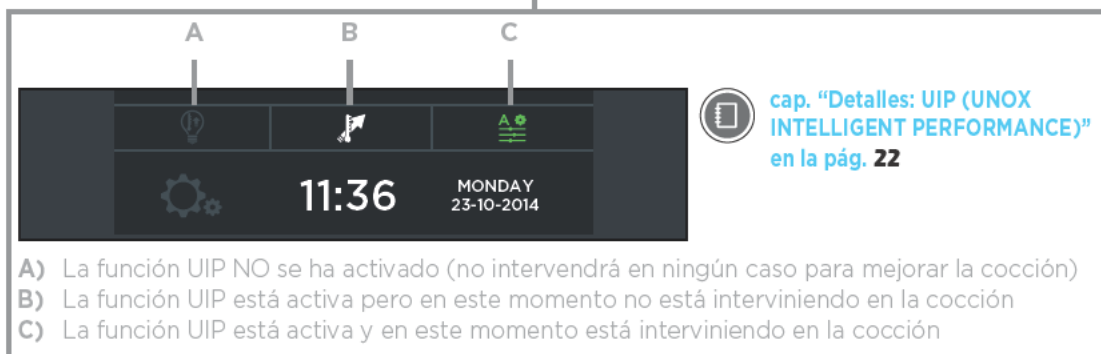 A B C
cap. “Detalles: UIP (UNOX
INTELLIGENT PERFORMANCE)”
en la pág. 22
A
11:36
MONDAY
23-10-2014
A) La función UIP NO se ha activado (no intervendrá en ningún caso para mejorar la cocción)
B) La función UIP está activa pero en este momento no está interviniendo en la cocción
C) La función UIP está activa y en este momento está interviniendo en la cocción